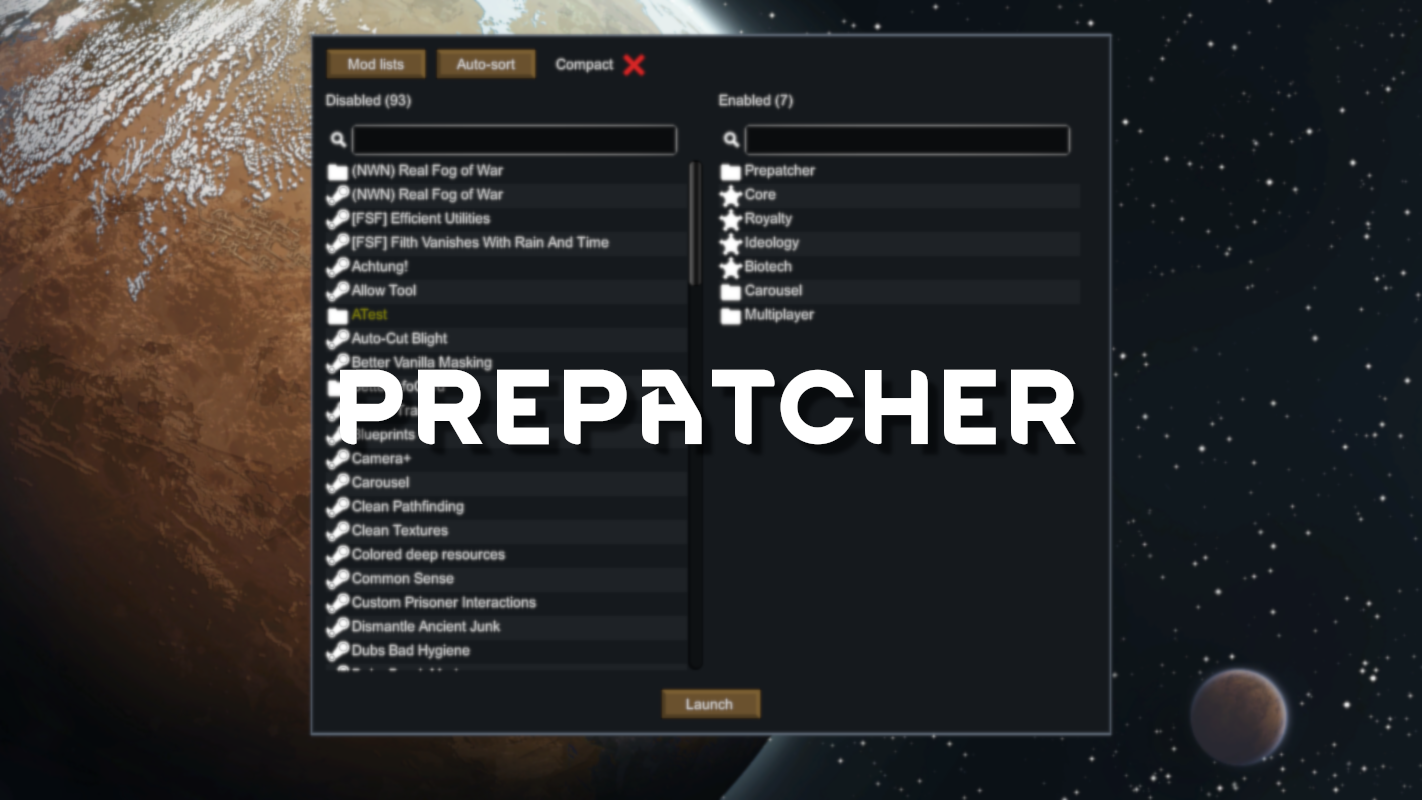 Mod lists
Auto-sort
Compact
Disabled (93)
(NWN) Real Fog of War
(NWN) Real Fog of War
[FSF] Efficient Utilities
[FSF] Filth Vanishes With Rain And Time
Achtung!
Allow Tool
ATest
Auto-Cut Blight
Better Vanilla Masking
Blueprints
Camera+
Carousel
Clean Pathfinding
Clean Textures
Colored deep resources
Common Sense
Custom Prisoner Interactions
Dismantle Ancient Junk
Dubs Bad Hygiene
Enabled (7)
Prepatcher
Core
Royalty
Ideology
Biotech
Carousel
Multiplayer
PREPATCHER
Launch